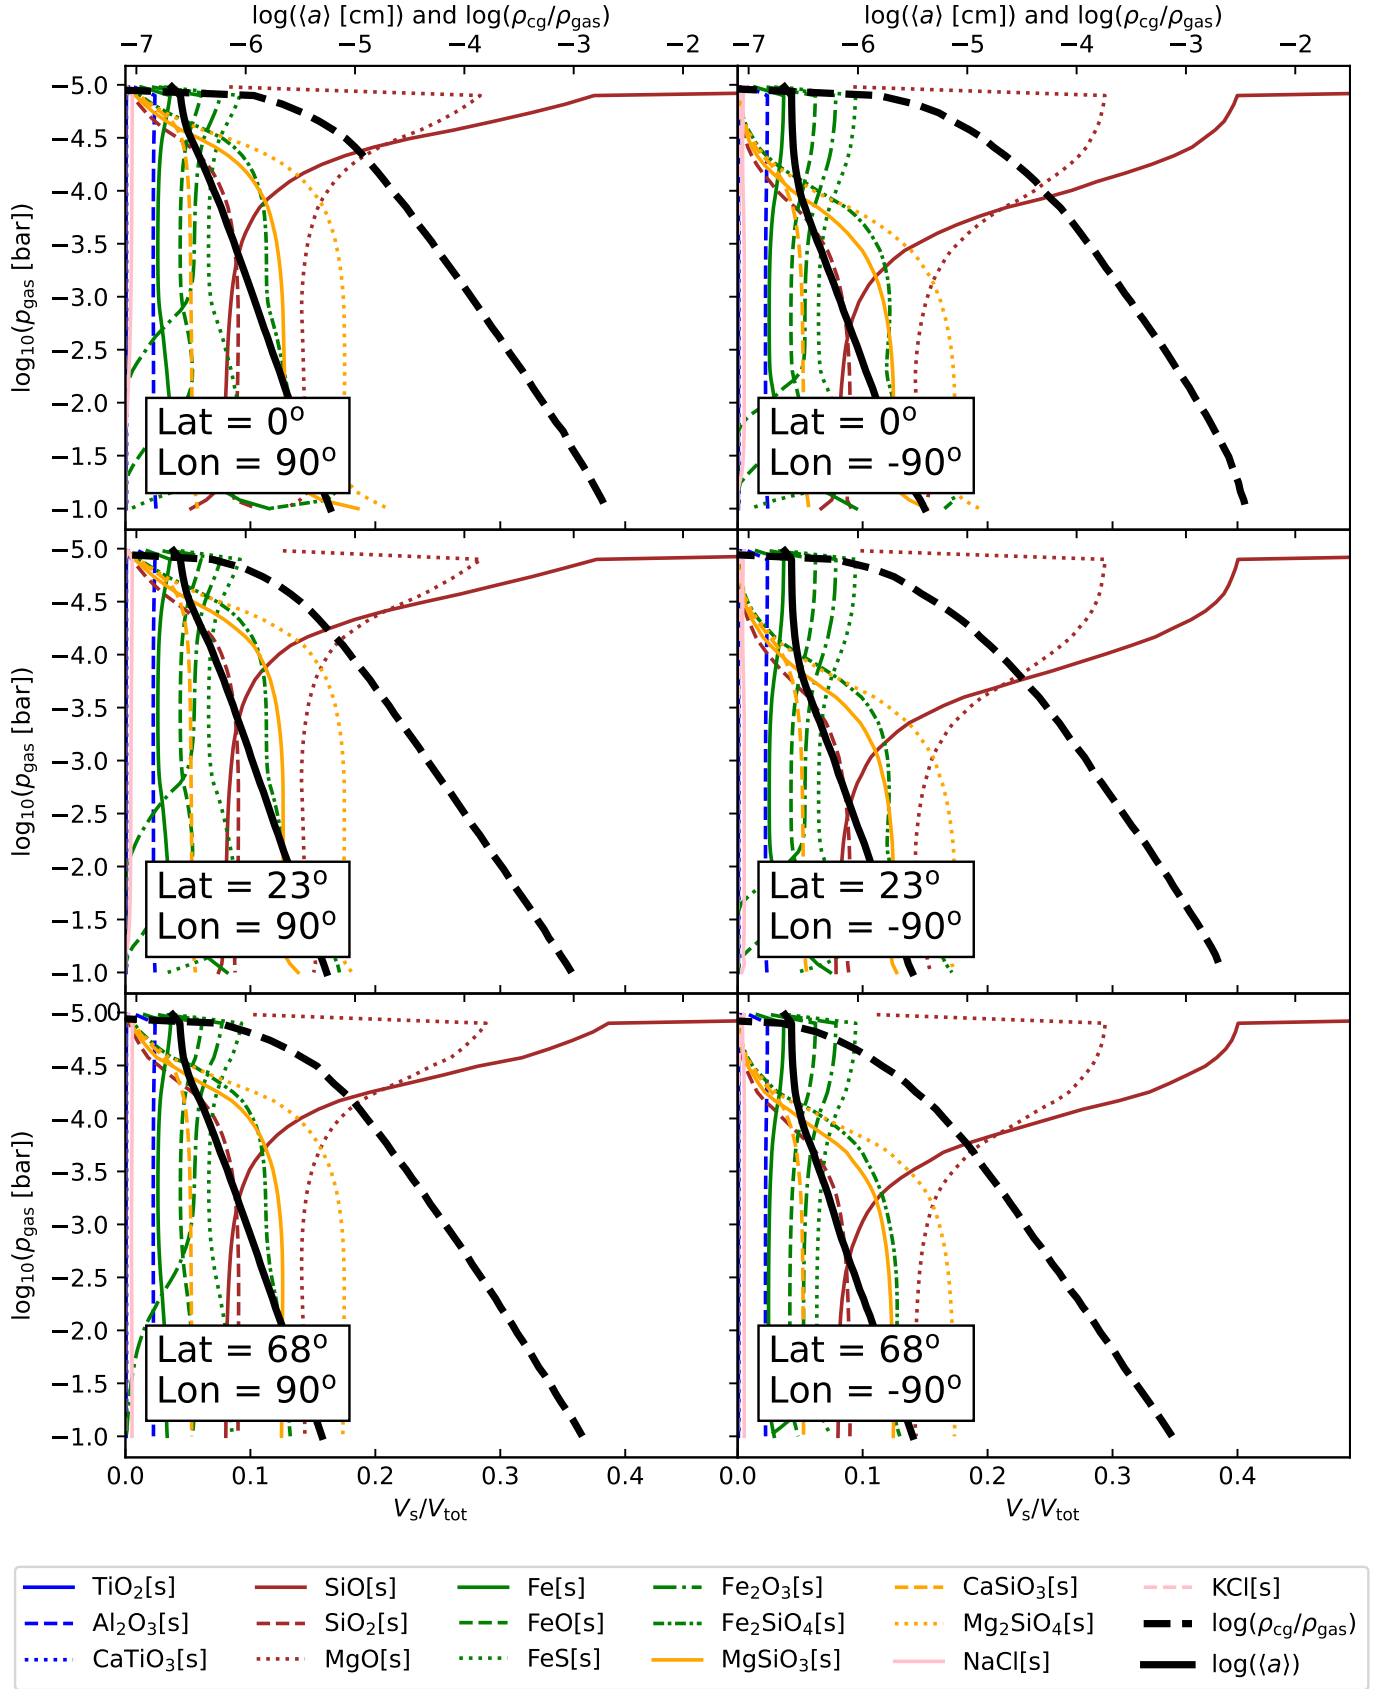 log(⟨a⟩ [cm]) and log(ρcg/ρgas) log(⟨a⟩ [cm]) and log(ρcg/ρgas)
−7 −6 −5 −4 −3 −2 −7 −6 −5 −4 −3 −2
−5.0
−4.5
−4.0
−3.5
−3.0
−2.5
−2.0
−1.5
−1.0
log₁₀(pgas [bar])
Lat = 0º
Lon = 90º
Lat = 0º
Lon = -90º
−5.0
−4.5
−4.0
−3.5
−3.0
−2.5
−2.0
−1.5
−1.0
log₁₀(pgas [bar])
Lat = 23º
Lon = 90º
Lat = 23º
Lon = -90º
−5.00
−4.5
−4.0
−3.5
−3.0
−2.5
−2.0
−1.5
−1.0
log₁₀(pgas [bar])
Lat = 68º
Lon = 90º
Lat = 68º
Lon = -90º
0.0 0.1 0.2 0.3 0.4 0.0 0.1 0.2 0.3 0.4
Vs/Vtot Vs/Vtot
TiO₂[s] SiO[s] Fe[s] Fe₂O₃[s] CaSiO₃[s] KCl[s]
Al₂O₃[s] SiO₂[s] FeO[s] Fe₂SiO₄[s] Mg₂SiO₄[s] log(ρcg/ρgas)
CaTiO₃[s] MgO[s] FeS[s] MgSiO₃[s] NaCl[s] log(⟨a⟩)